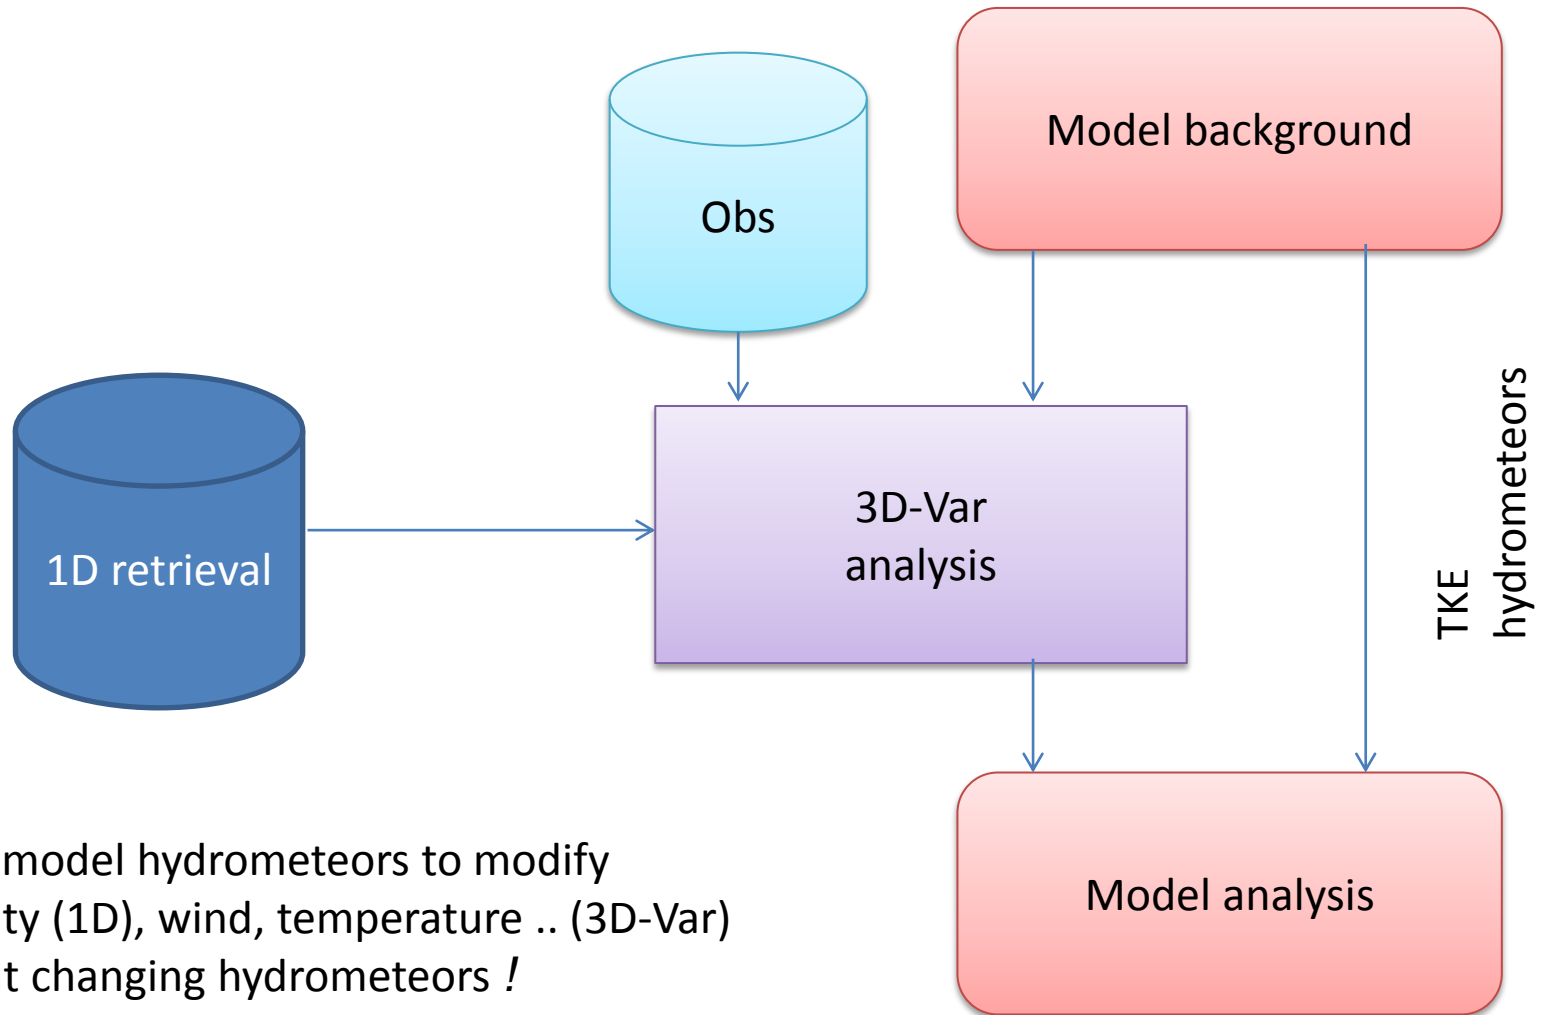 Model background
Obs
TKE
hydrometeors
3D-Var
analysis
1D retrieval
model hydrometeors to modify
ty (1D), wind, temperature .. (3D-Var)
t changing hydrometeors !
Model analysis